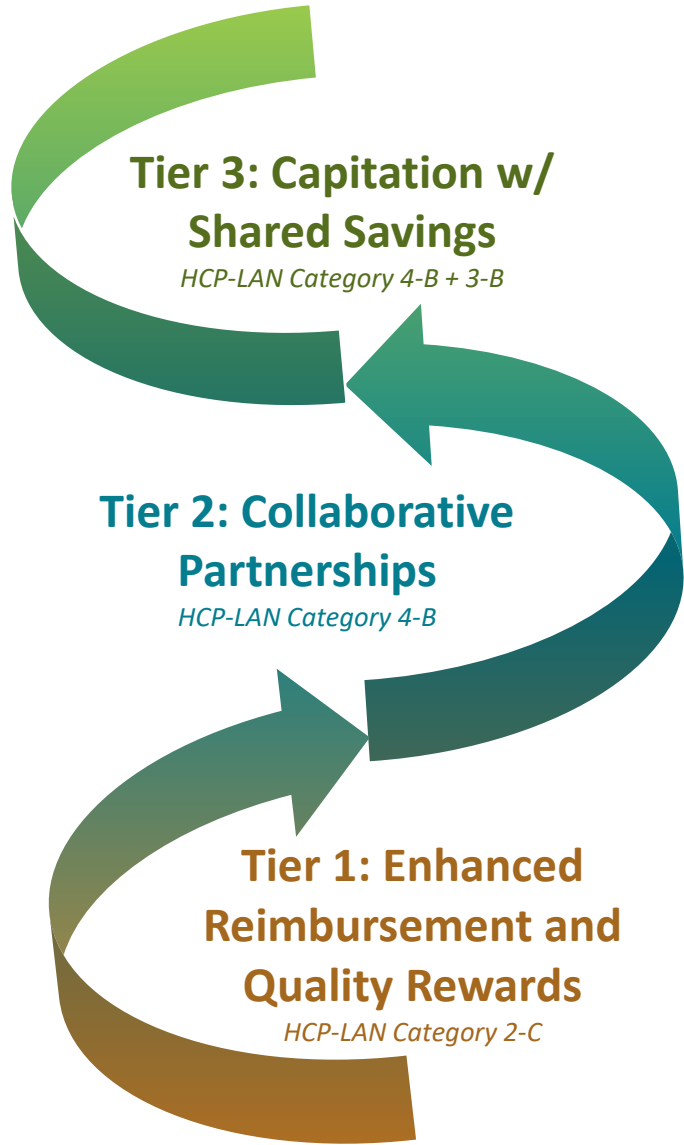 Tier 3: Capitation w/
Shared Savings
HCP-LAN Category 4-B + 3-B
Tier 2: Collaborative
Partnerships
HCP-LAN Category 4-B
Tier 1: Enhanced
Reimbursement and
Quality Rewards
HCP-LAN Category 2-C